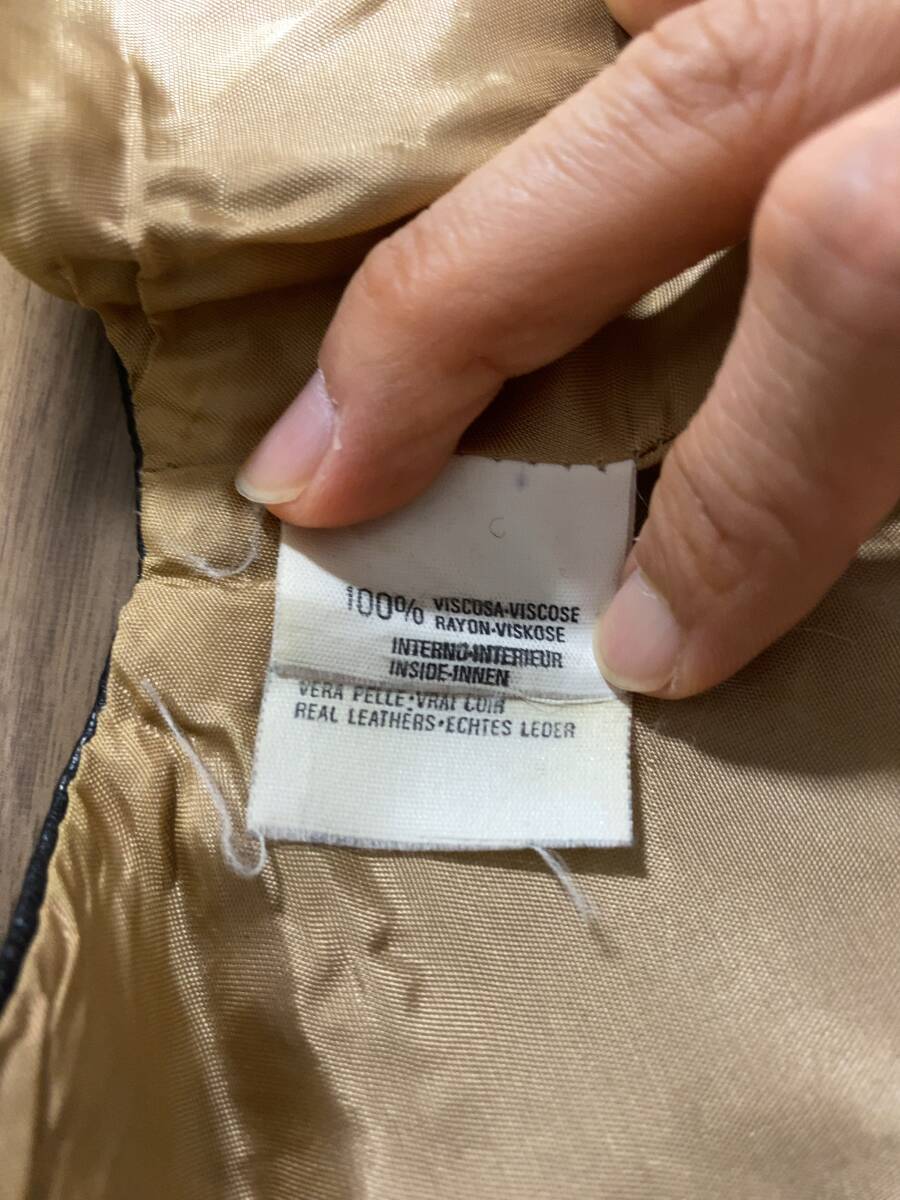 100% VISCOSA·VISCOSE
RAYON·VISKOSE
INTERNO·INTERIEUR
INSIDE·INNEN
VERA PELLE·VRAI CUIR
REAL LEATHERS·ECHTES LEDER